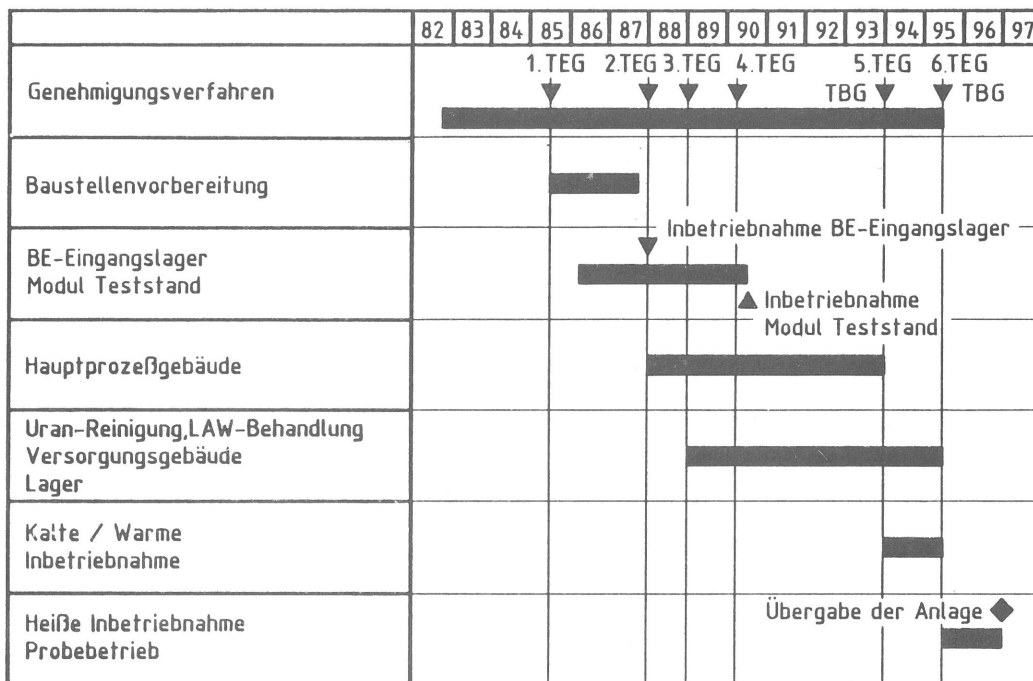 82 83 84 85 86 87 88 89 90 91 92 93 94 95 96 97
1.TEG 2.TEG 3.TEG 4.TEG 5.TEG 6.TEG
Genehmigungsverfahren
TBG TBG
Baustellenvorbereitung
Inbetriebnahme BE-Eingangslager
BE-Eingangslager
Modul Teststand
Inbetriebnahme
Modul Teststand
Hauptprozeßgebäude
Uran-Reinigung,LAW-Behandlung
Versorgungsgebäude
Lager
Kalte / Warme
Inbetriebnahme
Übergabe der Anlage
Heiße Inbetriebnahme
Probebetrieb